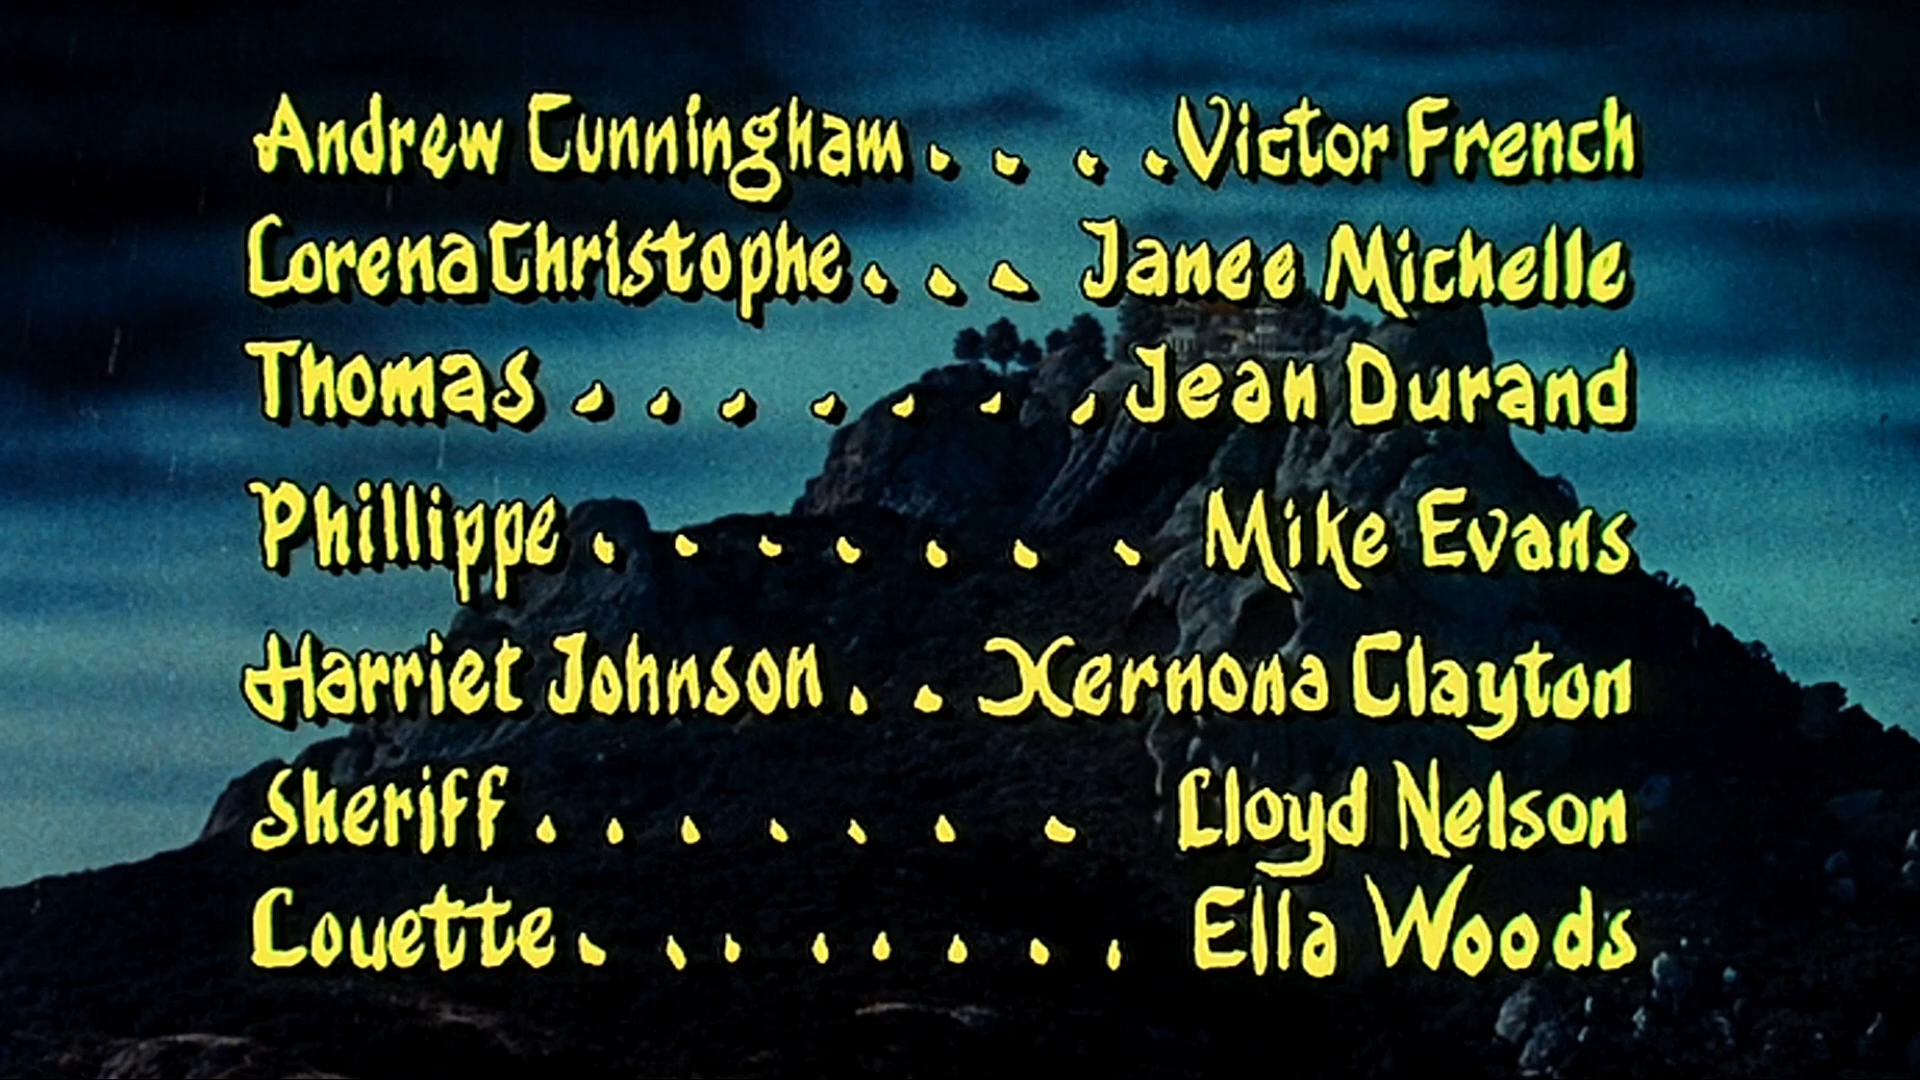 Andrew Cunningham . . . . Victor French
Lorena Christophe . . . Janee Michelle
Thomas . . . . . . . Jean Durand
Phillippe . . . . . . . Mike Evans
Harriet Johnson . . Xernona Clayton
Sheriff . . . . . . . Lloyd Nelson
Louette . . . . . . . . Ella Woods